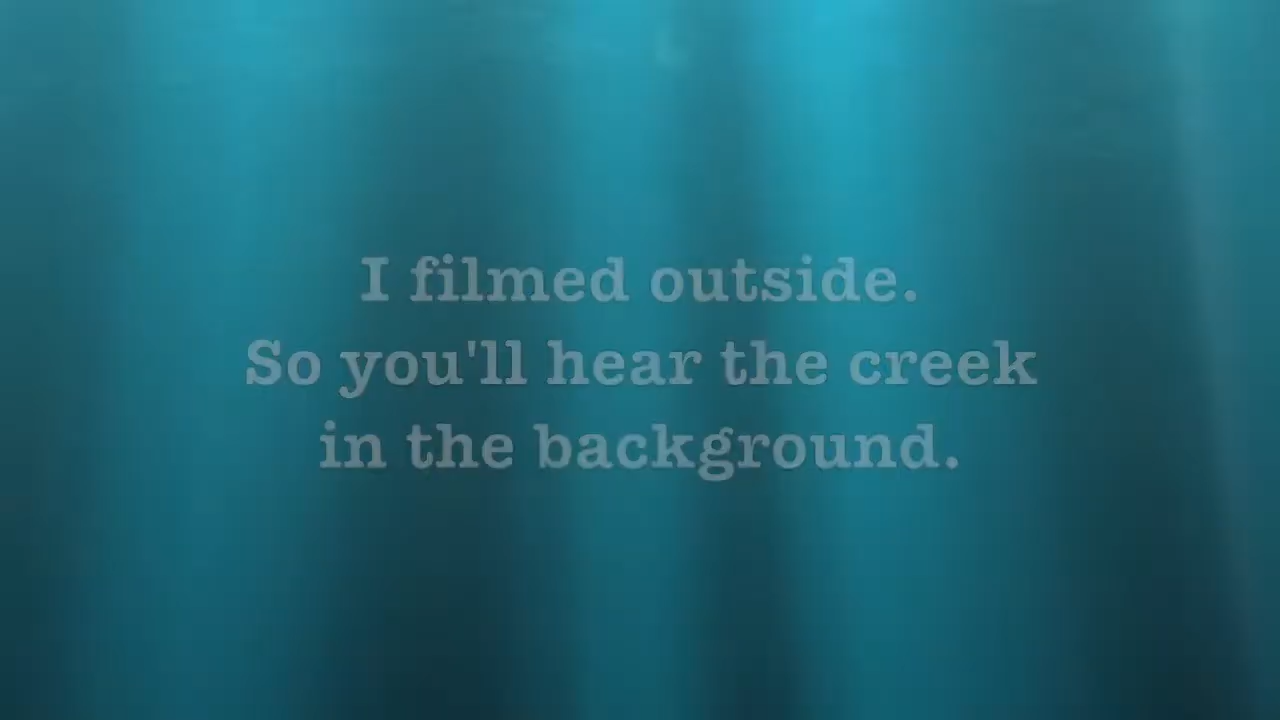 I filmed outside.
So you'll hear the creek
in the background.